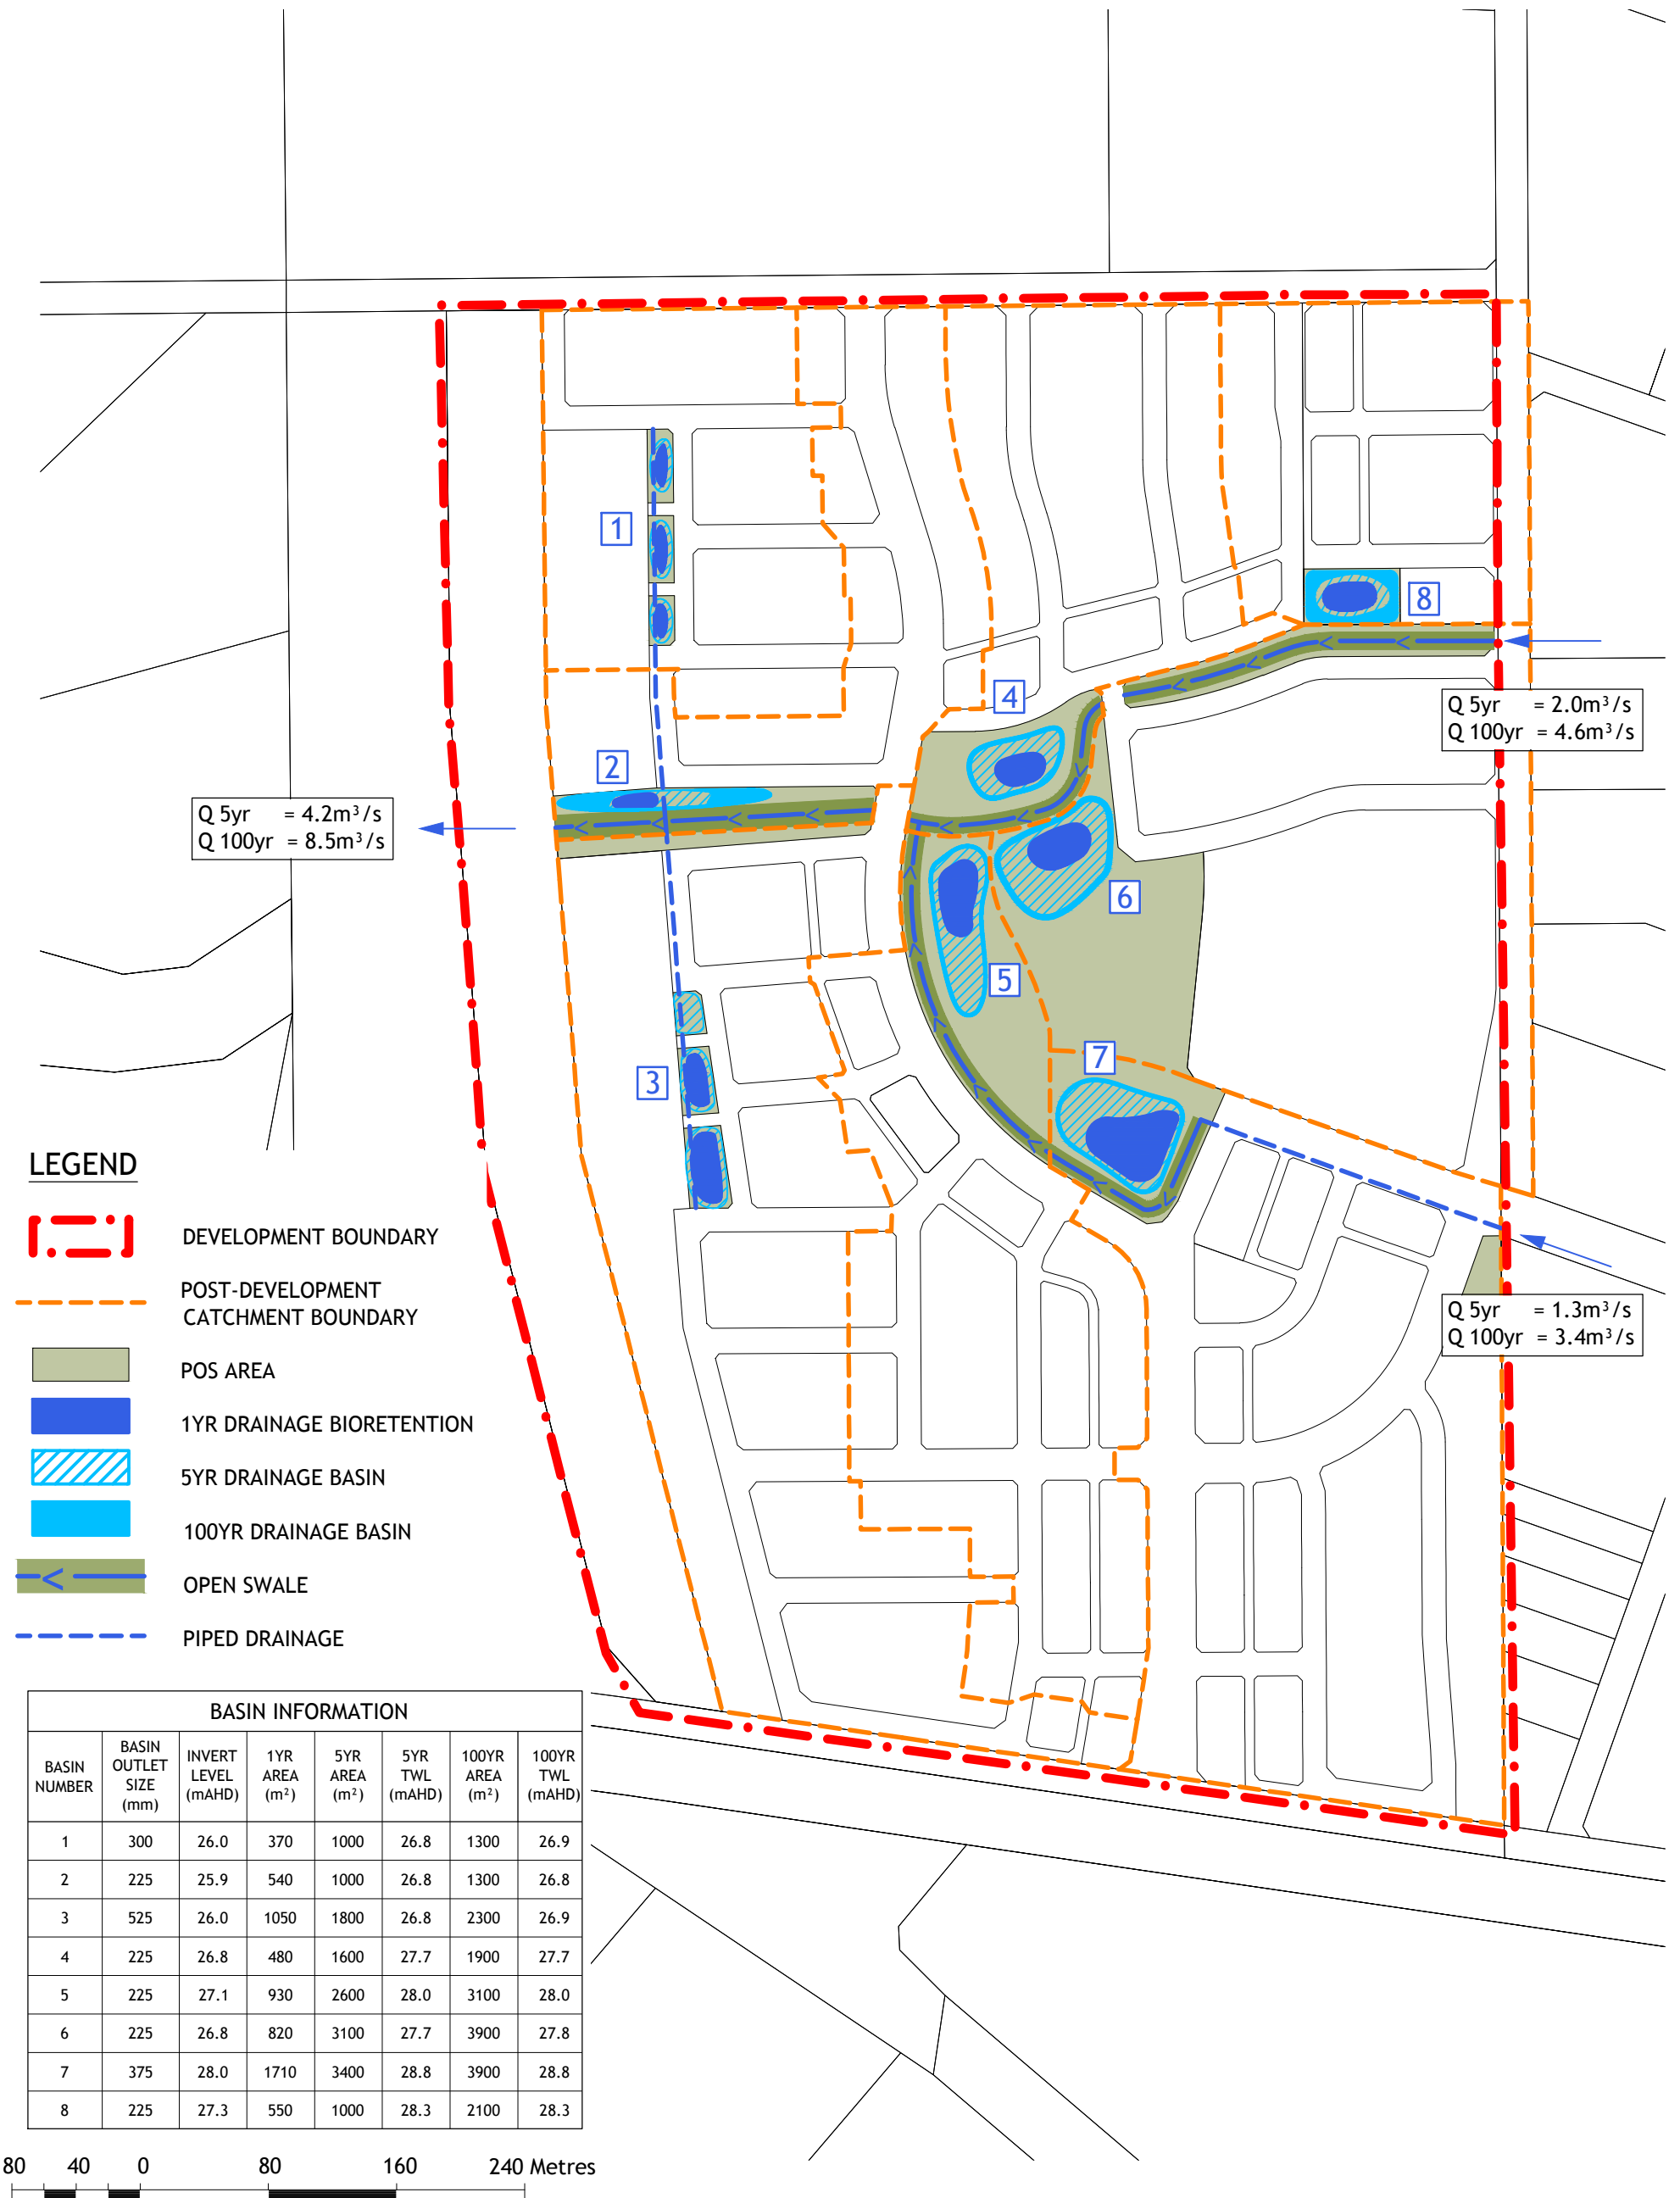 1
8
4
Q 5yr = 2.0m³/s
Q 100yr = 4.6m³/s
2
Q 5yr = 4.2m³/s
Q 100yr = 8.5m³/s
6
5
7
3
Q 5yr = 1.3m³/s
Q 100yr = 3.4m³/s
LEGEND
DEVELOPMENT BOUNDARY
POST-DEVELOPMENT
CATCHMENT BOUNDARY
POS AREA
1YR DRAINAGE BIORETENTION
5YR DRAINAGE BASIN
100YR DRAINAGE BASIN
OPEN SWALE
PIPED DRAINAGE
BASIN INFORMATION
BASIN NUMBER BASIN OUTLET SIZE (mm) INVERT LEVEL (mAHD) 1YR AREA (m²) 5YR AREA (m²) 5YR TWL (mAHD) 100YR AREA (m²) 100YR TWL (mAHD)
1 300 26.0 370 1000 26.8 1300 26.9
2 225 25.9 540 1000 26.8 1300 26.8
3 525 26.0 1050 1800 26.8 2300 26.9
4 225 26.8 480 1600 27.7 1900 27.7
5 225 27.1 930 2600 28.0 3100 28.0
6 225 26.8 820 3100 27.7 3900 27.8
7 375 28.0 1710 3400 28.8 3900 28.8
8 225 27.3 550 1000 28.3 2100 28.3
80 40 0 80 160 240 Metres